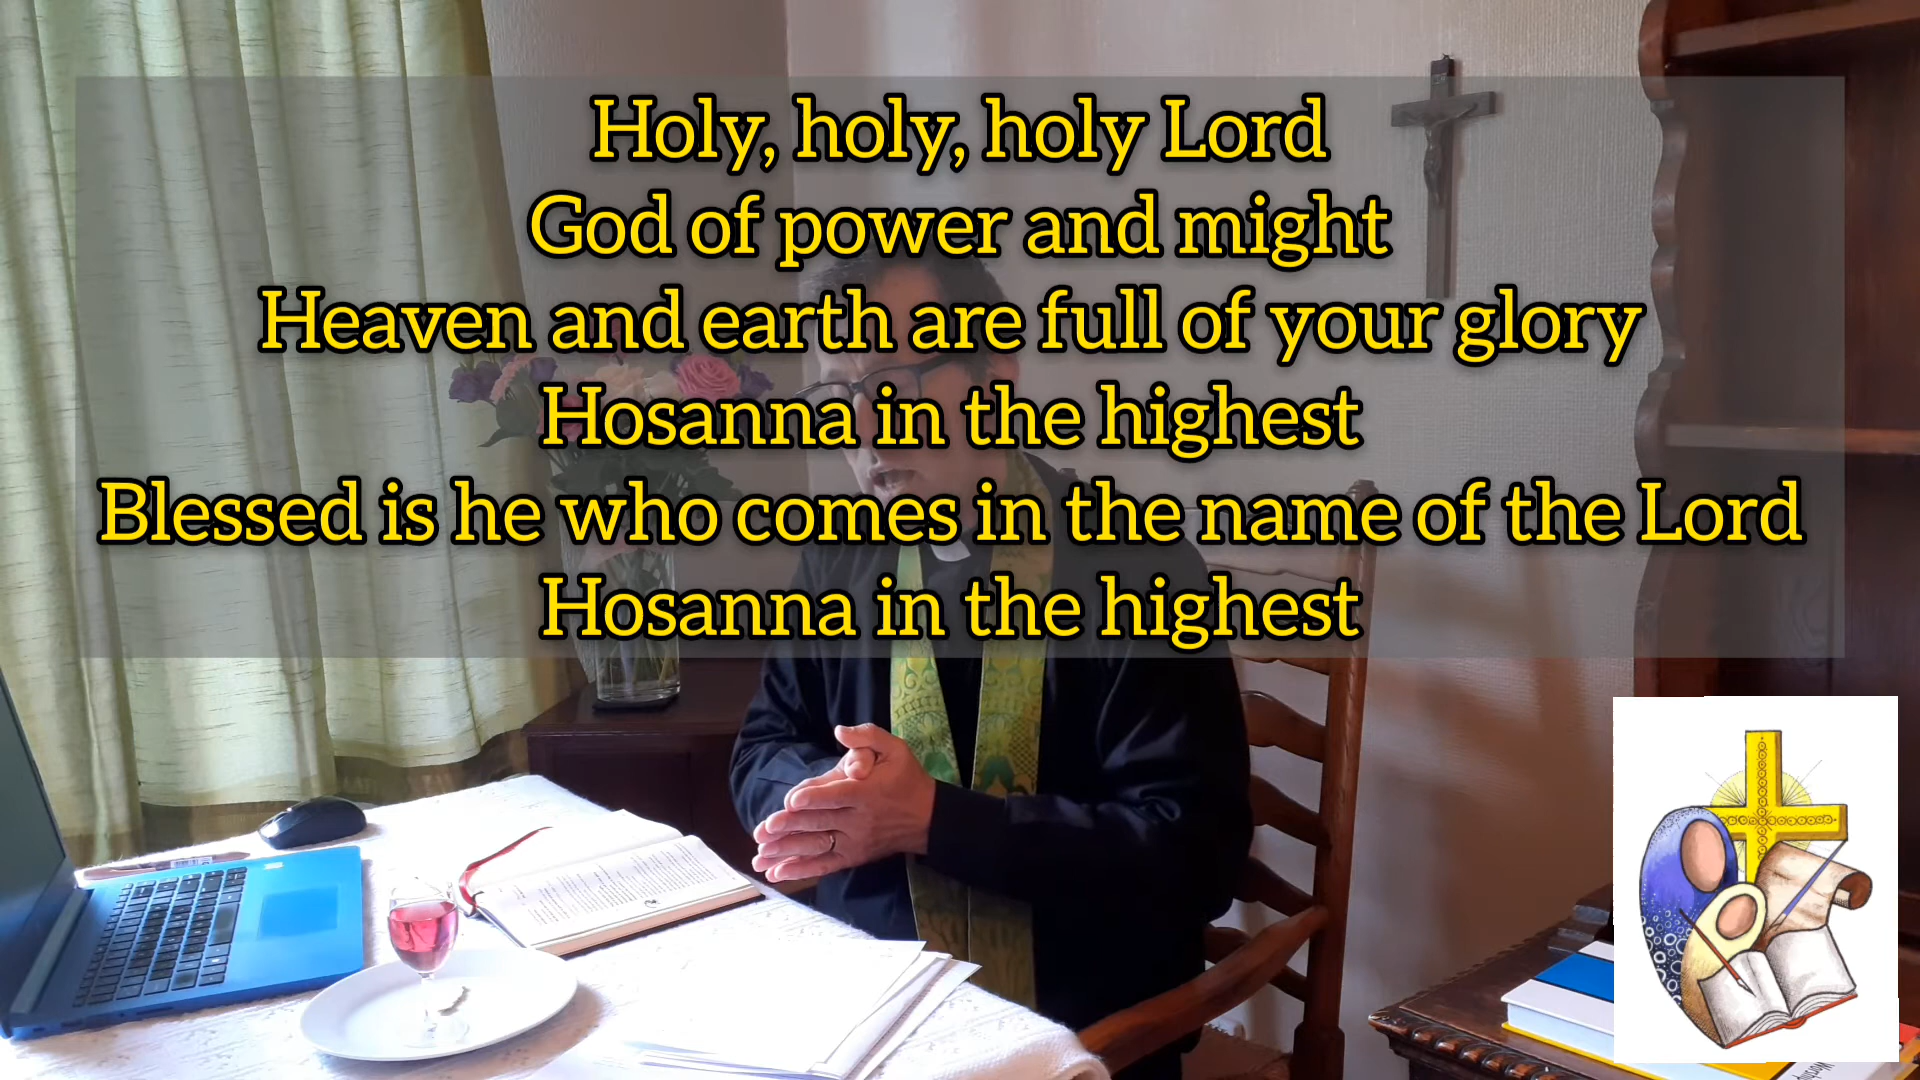 Holy, holy, holy Lord
God of power and might
Heaven and earth are full of your glory
Hosanna in the highest
Blessed is he who comes in the name of the Lord
Hosanna in the highest
Worship